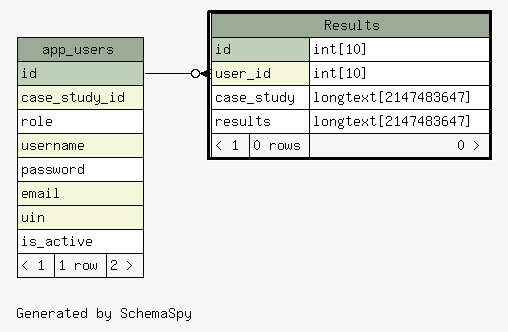 app_users
id
case_study_id
role
username
password
email
uin
is_active
< 1 1 row 2 >
Results
id int[10]
user_id int[10]
case_study longtext[2147483647]
results longtext[2147483647]
< 1 0 rows 0 >
Generated by SchemaSpy